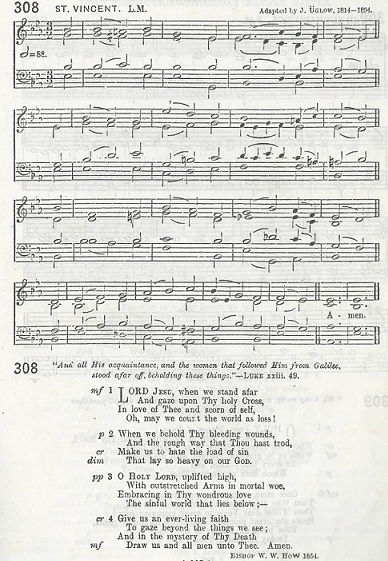 308 ST. VINCENT. L.M. Adapted by J. UGLOW, 1814—1894.
♩=88.
A - men.
308 "And all His acquaintance, and the women that followed Him from Galilee,
stood afar off, beholding these things."—LUKE xxiii. 49.
mf 1 LORD JESU, when we stand afar
And gaze upon Thy holy Cross,
In love of Thee and scorn of self,
Oh, may we count the world as loss!
p 2 When we behold Thy bleeding wounds,
And the rough way that Thou hast trod,
cr Make us to hate the load of sin
dim That lay so heavy on our GOD.
pp 3 O HOLY LORD, uplifted high,
With outstretched Arms in mortal woe,
Embracing in Thy wondrous love
The sinful world that lies below;—
cr 4 Give us an ever-living faith
To gaze beyond the things we see;
And in the mystery of Thy Death
mf Draw us and all men unto Thee. Amen.
BISHOP W. W. HOW 1854.